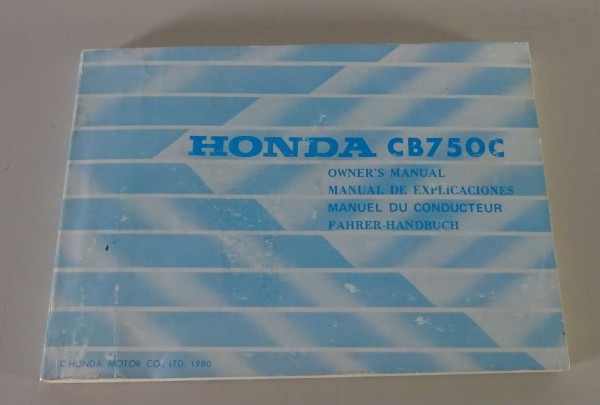 HONDA CB750C
OWNER'S MANUAL
MANUAL DE EXPLICACIONES
MANUEL DU CONDUCTEUR
FAHRER-HANDBUCH
© HONDA MOTOR CO., LTD. 1980